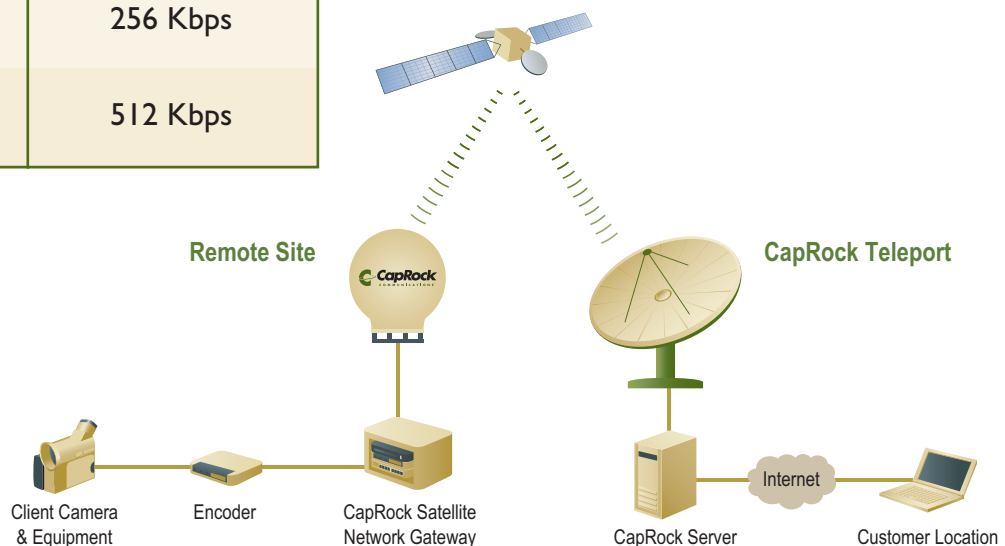 256 Kbps
512 Kbps
Remote Site
CapRock Teleport
CapRock
communications
Internet
Client Camera
& Equipment
Encoder
CapRock Satellite
Network Gateway
CapRock Server
Customer Location